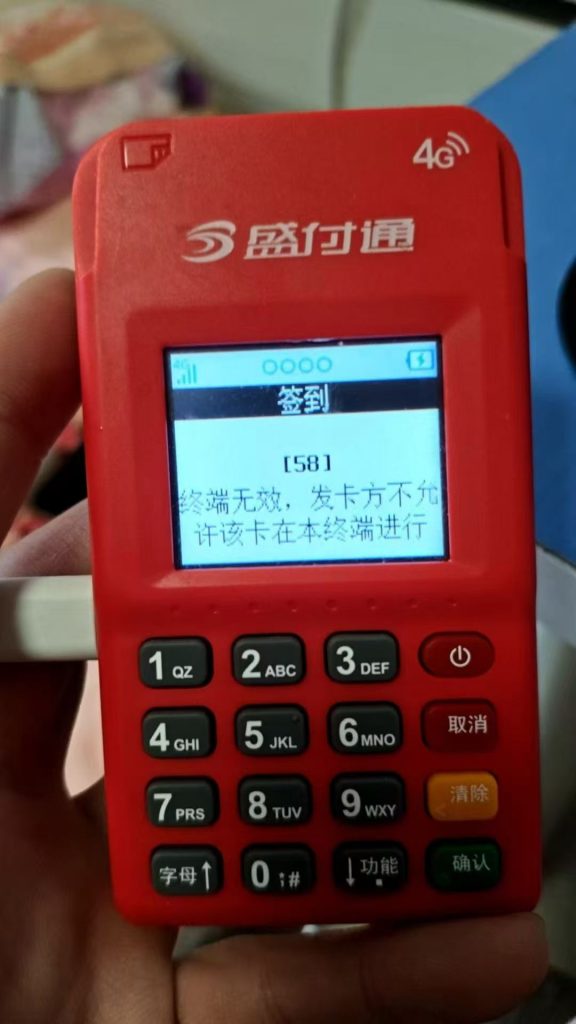 4G
盛付通
4G
签到
[58]
终端无效，发卡方不允
许该卡在本终端进行
1 QZ 2 ABC 3 DEF
4 GHI 5 JKL 6 MNO 取消
7 PRS 8 TUV 9 WXY 清除
字母↑ 0 ;# ↓功能 确认